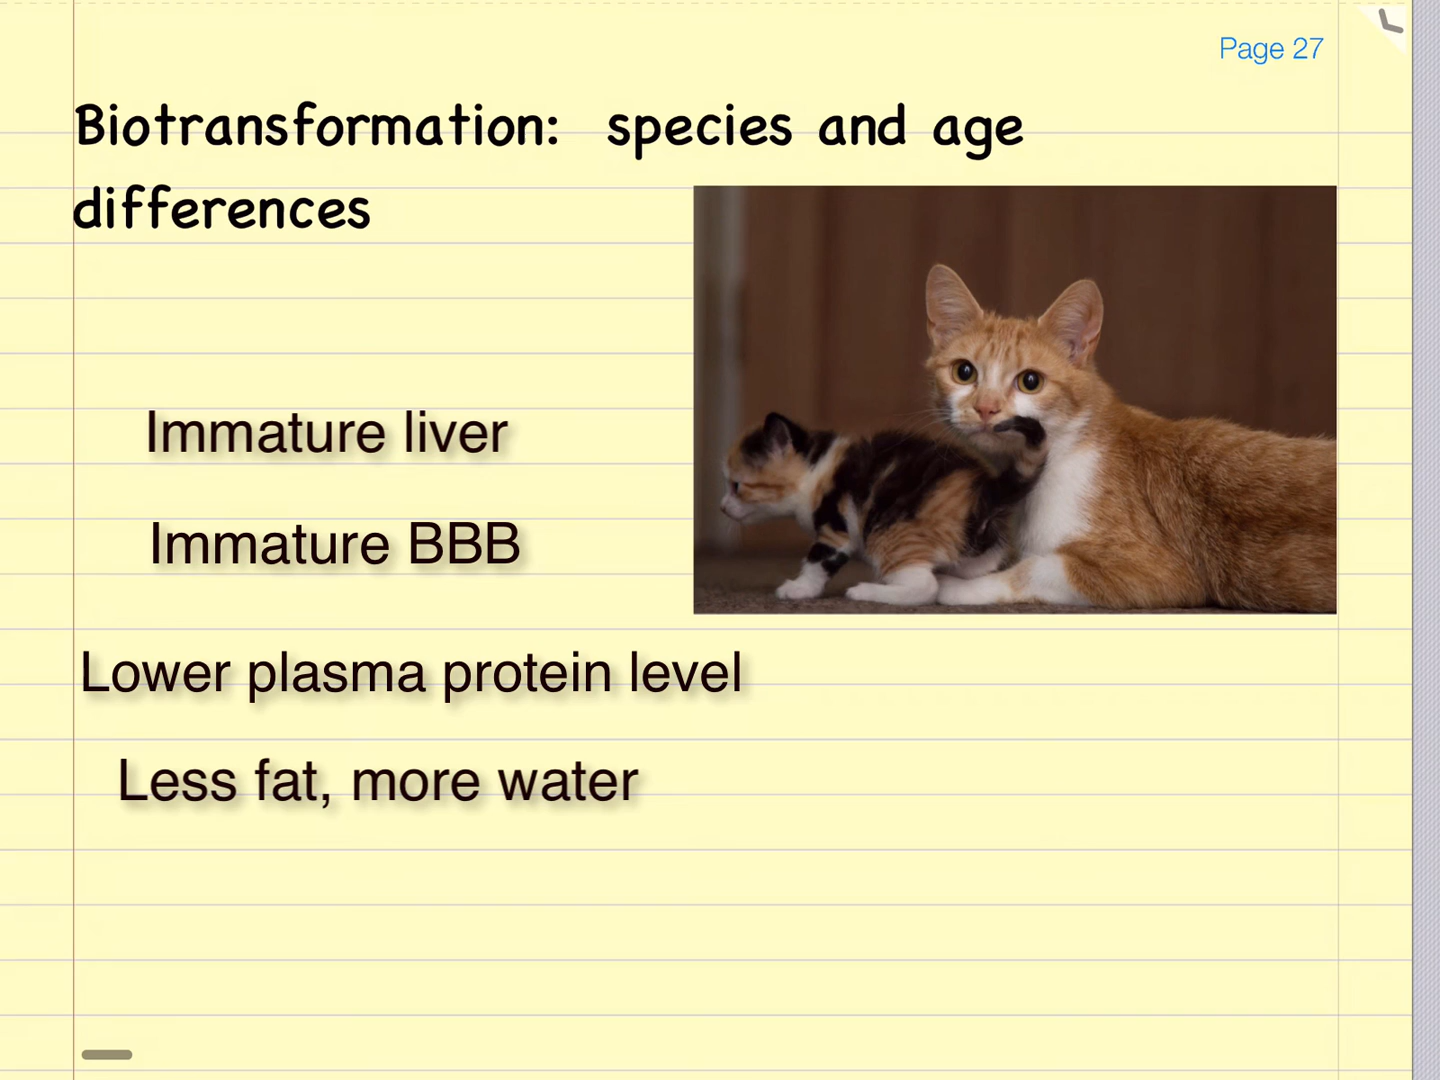 Page 27
Biotransformation: species and age
differences
Immature liver
Immature BBB
Lower plasma protein level
Less fat, more water